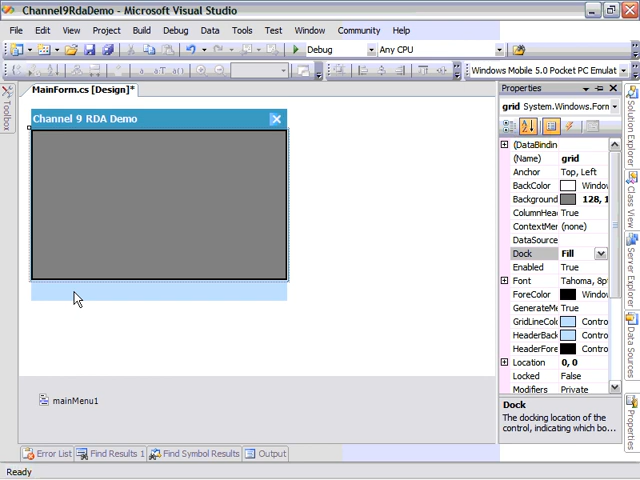 Channel9RdaDemo - Microsoft Visual Studio
File Edit View Project Build Debug Data Tools Test Window Community Help
Debug Any CPU
Windows Mobile 5.0 Pocket PC Emulat
Toolbox
MainForm.cs [Design]*
Channel 9 RDA Demo
mainMenu1
Properties
grid System.Windows.Form
(DataBindin
(Name) grid
Anchor Top, Left
BackColor Windo
Background 128, 1
ColumnHea True
ContextMer (none)
DataSource
Dock Fill
Enabled True
Font Tahoma, 8p
ForeColor Windo
GenerateMe True
GridLineCol Contro
HeaderBack Contro
HeaderFore Contro
Location 0, 0
Locked False
Modifiers Private
Dock
The docking location of the
control, indicating which bo...
Solution Explorer
Class View
Server Explorer
Data Sources
Properties
Error List Find Results 1 Find Symbol Results Output
Ready